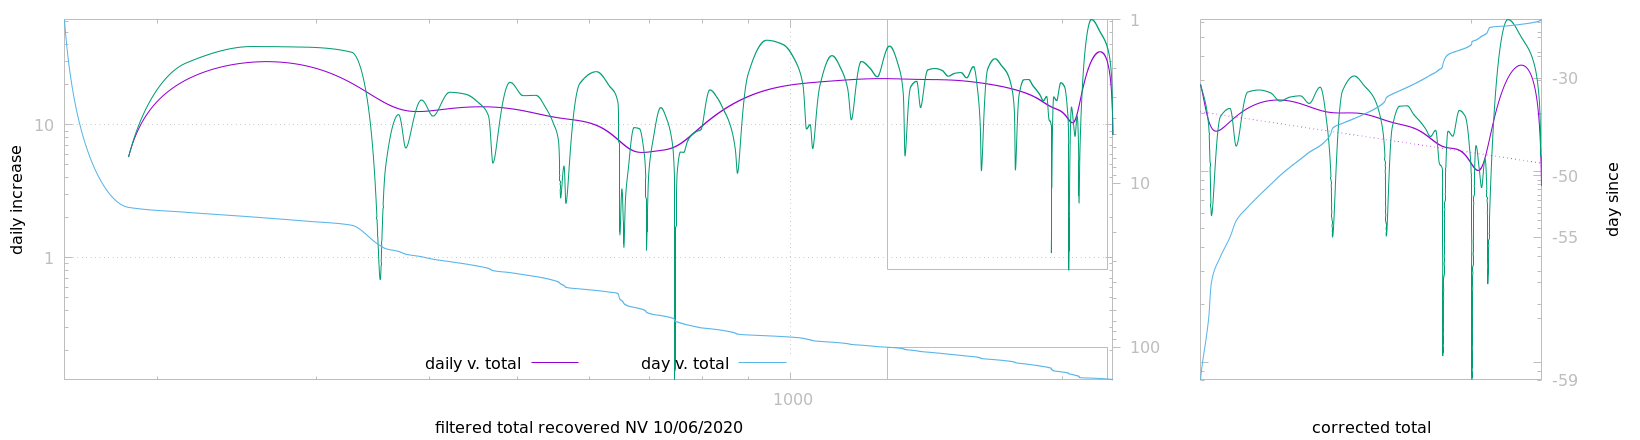 daily increase
10
1
daily v. total
day v. total
1000
filtered total recovered NV 10/06/2020
1
10
100
-30
-50
-55
-59
day since
corrected total